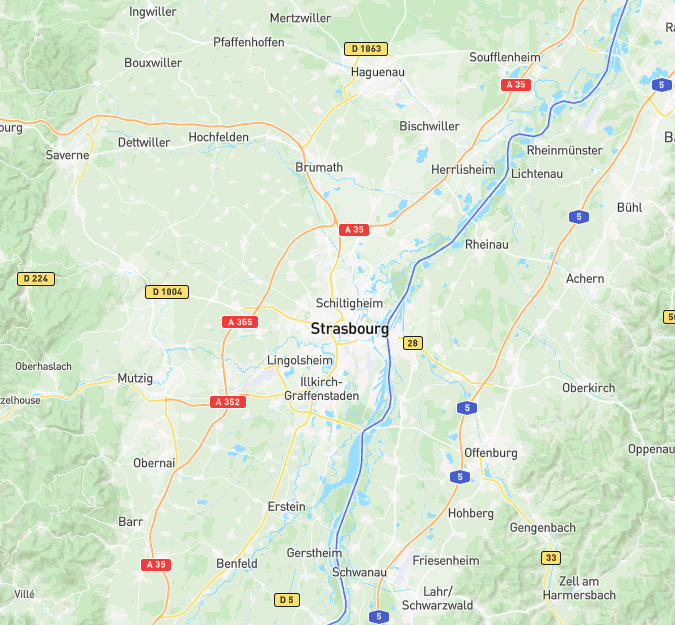 Ingwiller
Mertzwiller
Pfaffenhoffen
D 1063
Bouxwiller
Haguenau
Soufflenheim
A 35
5
Bischwiller
Dettwiller
Hochfelden
Saverne
Brumath
Herrlisheim
Rheinmünster
Lichtenau
Bühl
5
A 35
Rheinau
D 224
D 1004
Achern
Schiltigheim
A 355
Strasbourg
28
Lingolsheim
Oberhaslach
Mutzig
Illkirch-
Graffenstaden
Oberkirch
A 352
5
Obernai
Offenburg
5
Erstein
Hohberg
Barr
Gengenbach
Gerstheim
Friesenheim
33
A 35
Benfeld
Schwanau
Zell am
Harmersbach
Lahr/
Schwarzwald
Villé
D 5
5